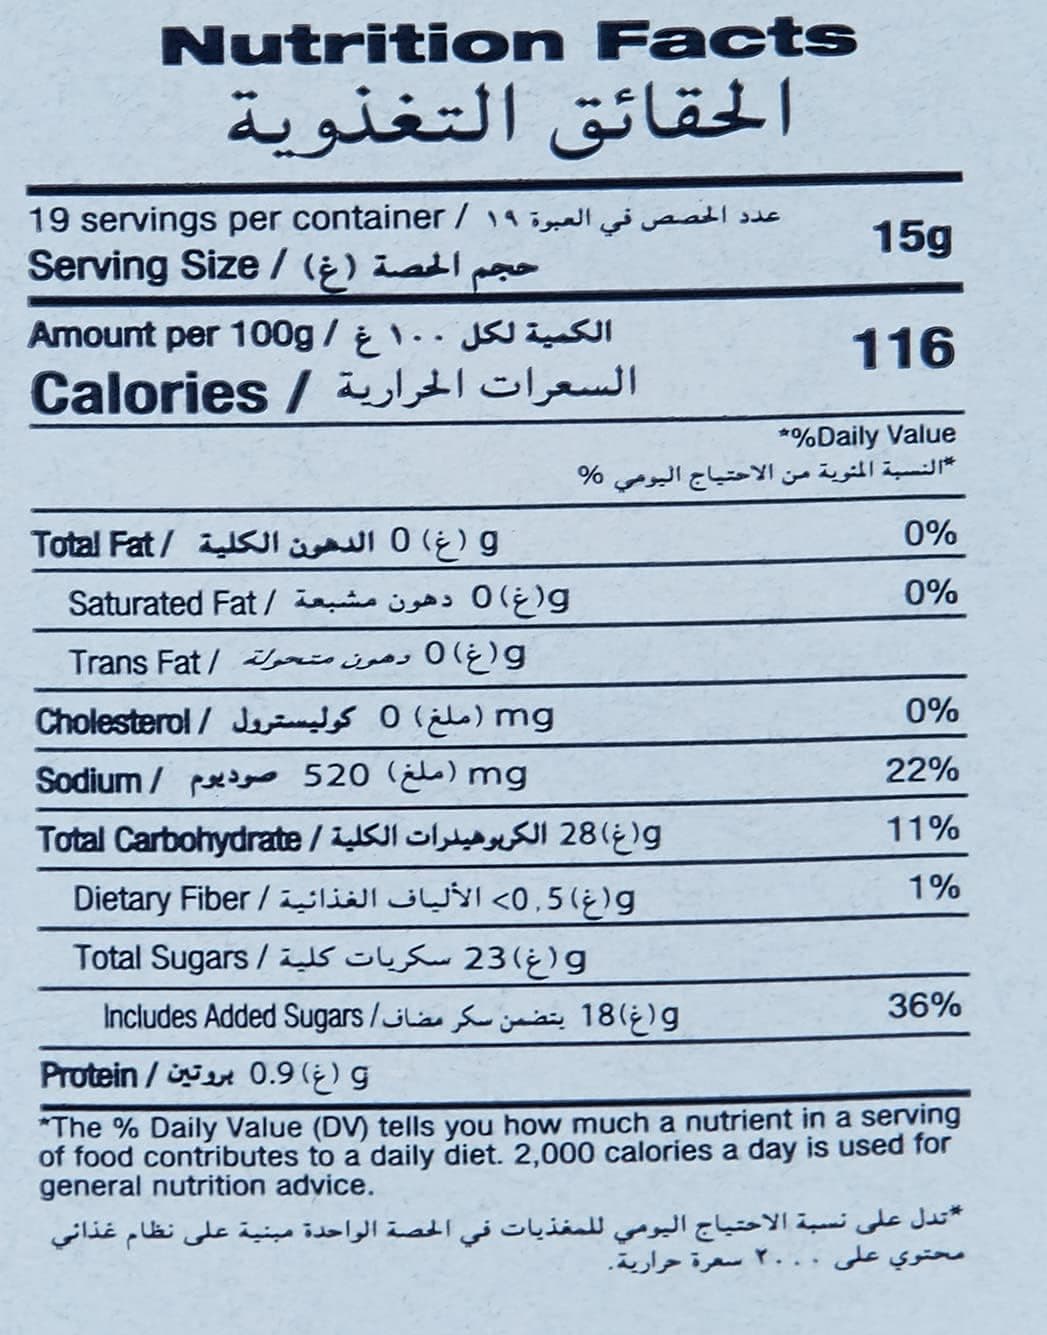 Nutrition Facts
الحقائق التغذوية
19 servings per container / عدد الحصص في العبوة ١٩
Serving Size / حجم الحصة (غ) 15g
Amount per 100g / الكمية لكل ١٠٠ غ
Calories / السعرات الحرارية 116
*%Daily Value
*النسبة المئوية من الاحتياج اليومي %
Total Fat / الدهون الكلية 0 (غ) g 0%
Saturated Fat / دهون مشبعة 0(غ)g 0%
Trans Fat / دهون متحولة 0(غ)g
Cholesterol / كوليسترول 0 (ملغ) mg 0%
Sodium / صوديوم 520 (ملغ) mg 22%
Total Carbohydrate / الكربوهيدرات الكلية 28(غ)g 11%
Dietary Fiber / الألياف الغذائية <0.5(غ)g 1%
Total Sugars / سكريات كلية 23(غ)g
Includes Added Sugars / يتضمن سكر مضاف 18(غ)g 36%
Protein / بروتين 0.9(غ) g
*The % Daily Value (DV) tells you how much a nutrient in a serving
of food contributes to a daily diet. 2,000 calories a day is used for
general nutrition advice.
*تدل على نسبة الاحتياج اليومي للمغذيات في الحصة الواحدة مبنية على نظام غذائي
محتوي على ٢٠٠٠ سعرة حرارية.